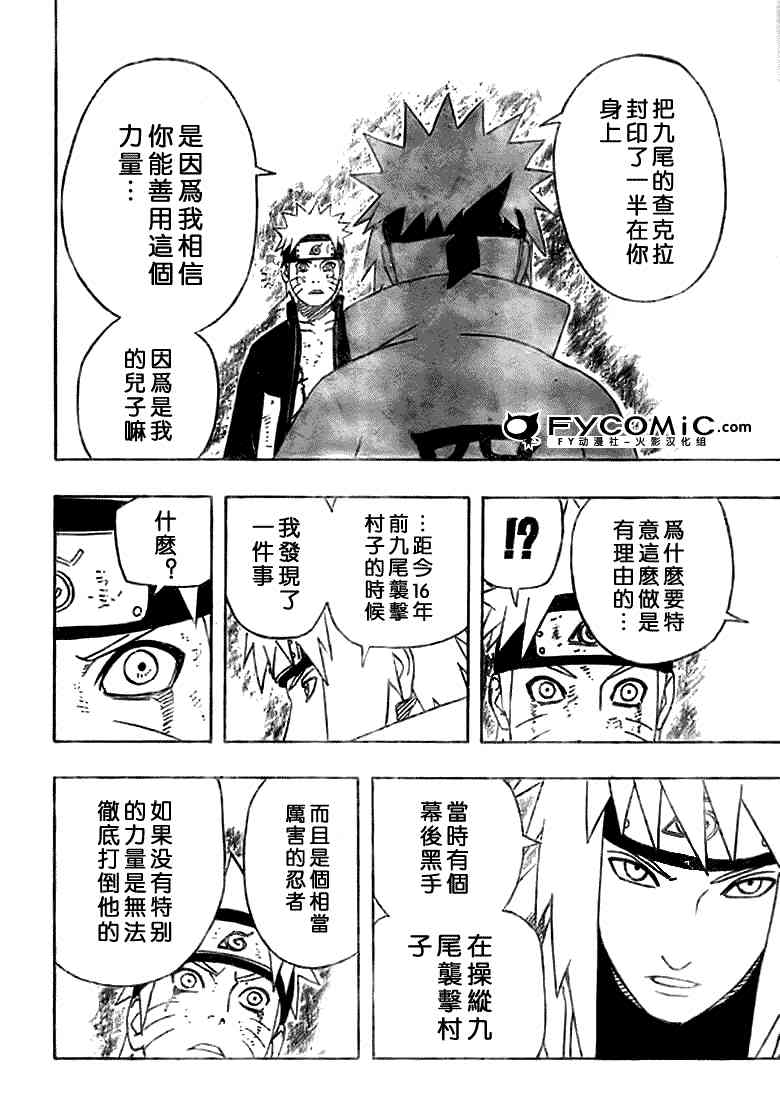 把九尾的查克拉
封印了一半在你
身上
是因爲我相信
你能善用這個
力量…
因爲是我
的兒子嘛
FYCOMIC.com
FY动漫社-火影汉化组
爲什麽要特
意這麽做是
有理由的…
!?
…距今16年
前九尾襲擊
村子的時候
我發現了
一件事
什麽?
當時有個
幕後黑手
在操縱九
尾襲擊村
子
而且是個相當
厲害的忍者
如果没有特别
的力量是無法
徹底打倒他的